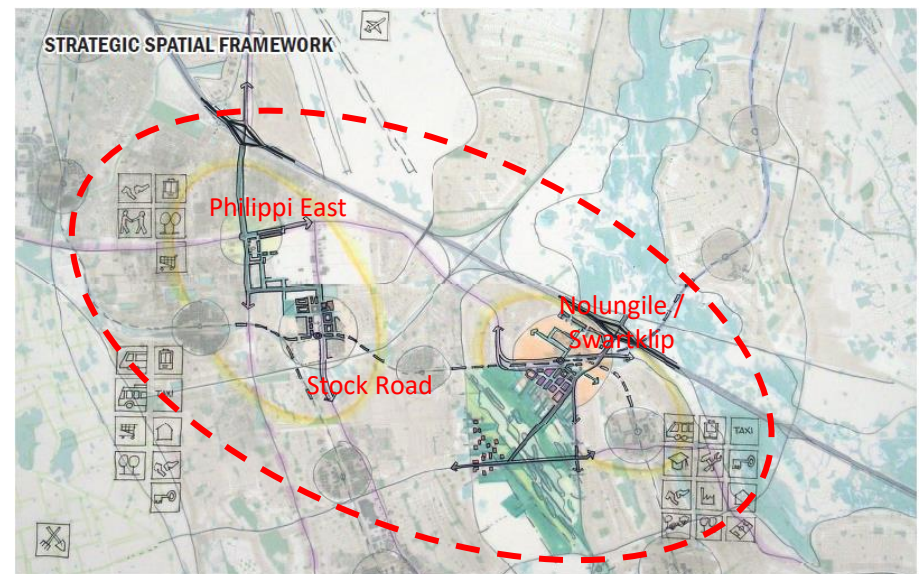 STRATEGIC SPATIAL FRAMEWORK
Philippi East
Nolungile /
Swartklip
Stock Road
TAXI
TAXI